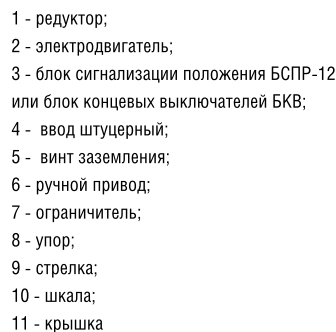 1 - редуктор;
2 - электродвигатель;
3 - блок сигнализации положения БСПР-12
или блок концевых выключателей БКВ;
4 -  ввод штуцерный;
5 -  винт заземления;
6 - ручной привод;
7 - ограничитель;
8 - упор;
9 - стрелка;
10 - шкала;
11 - крышка